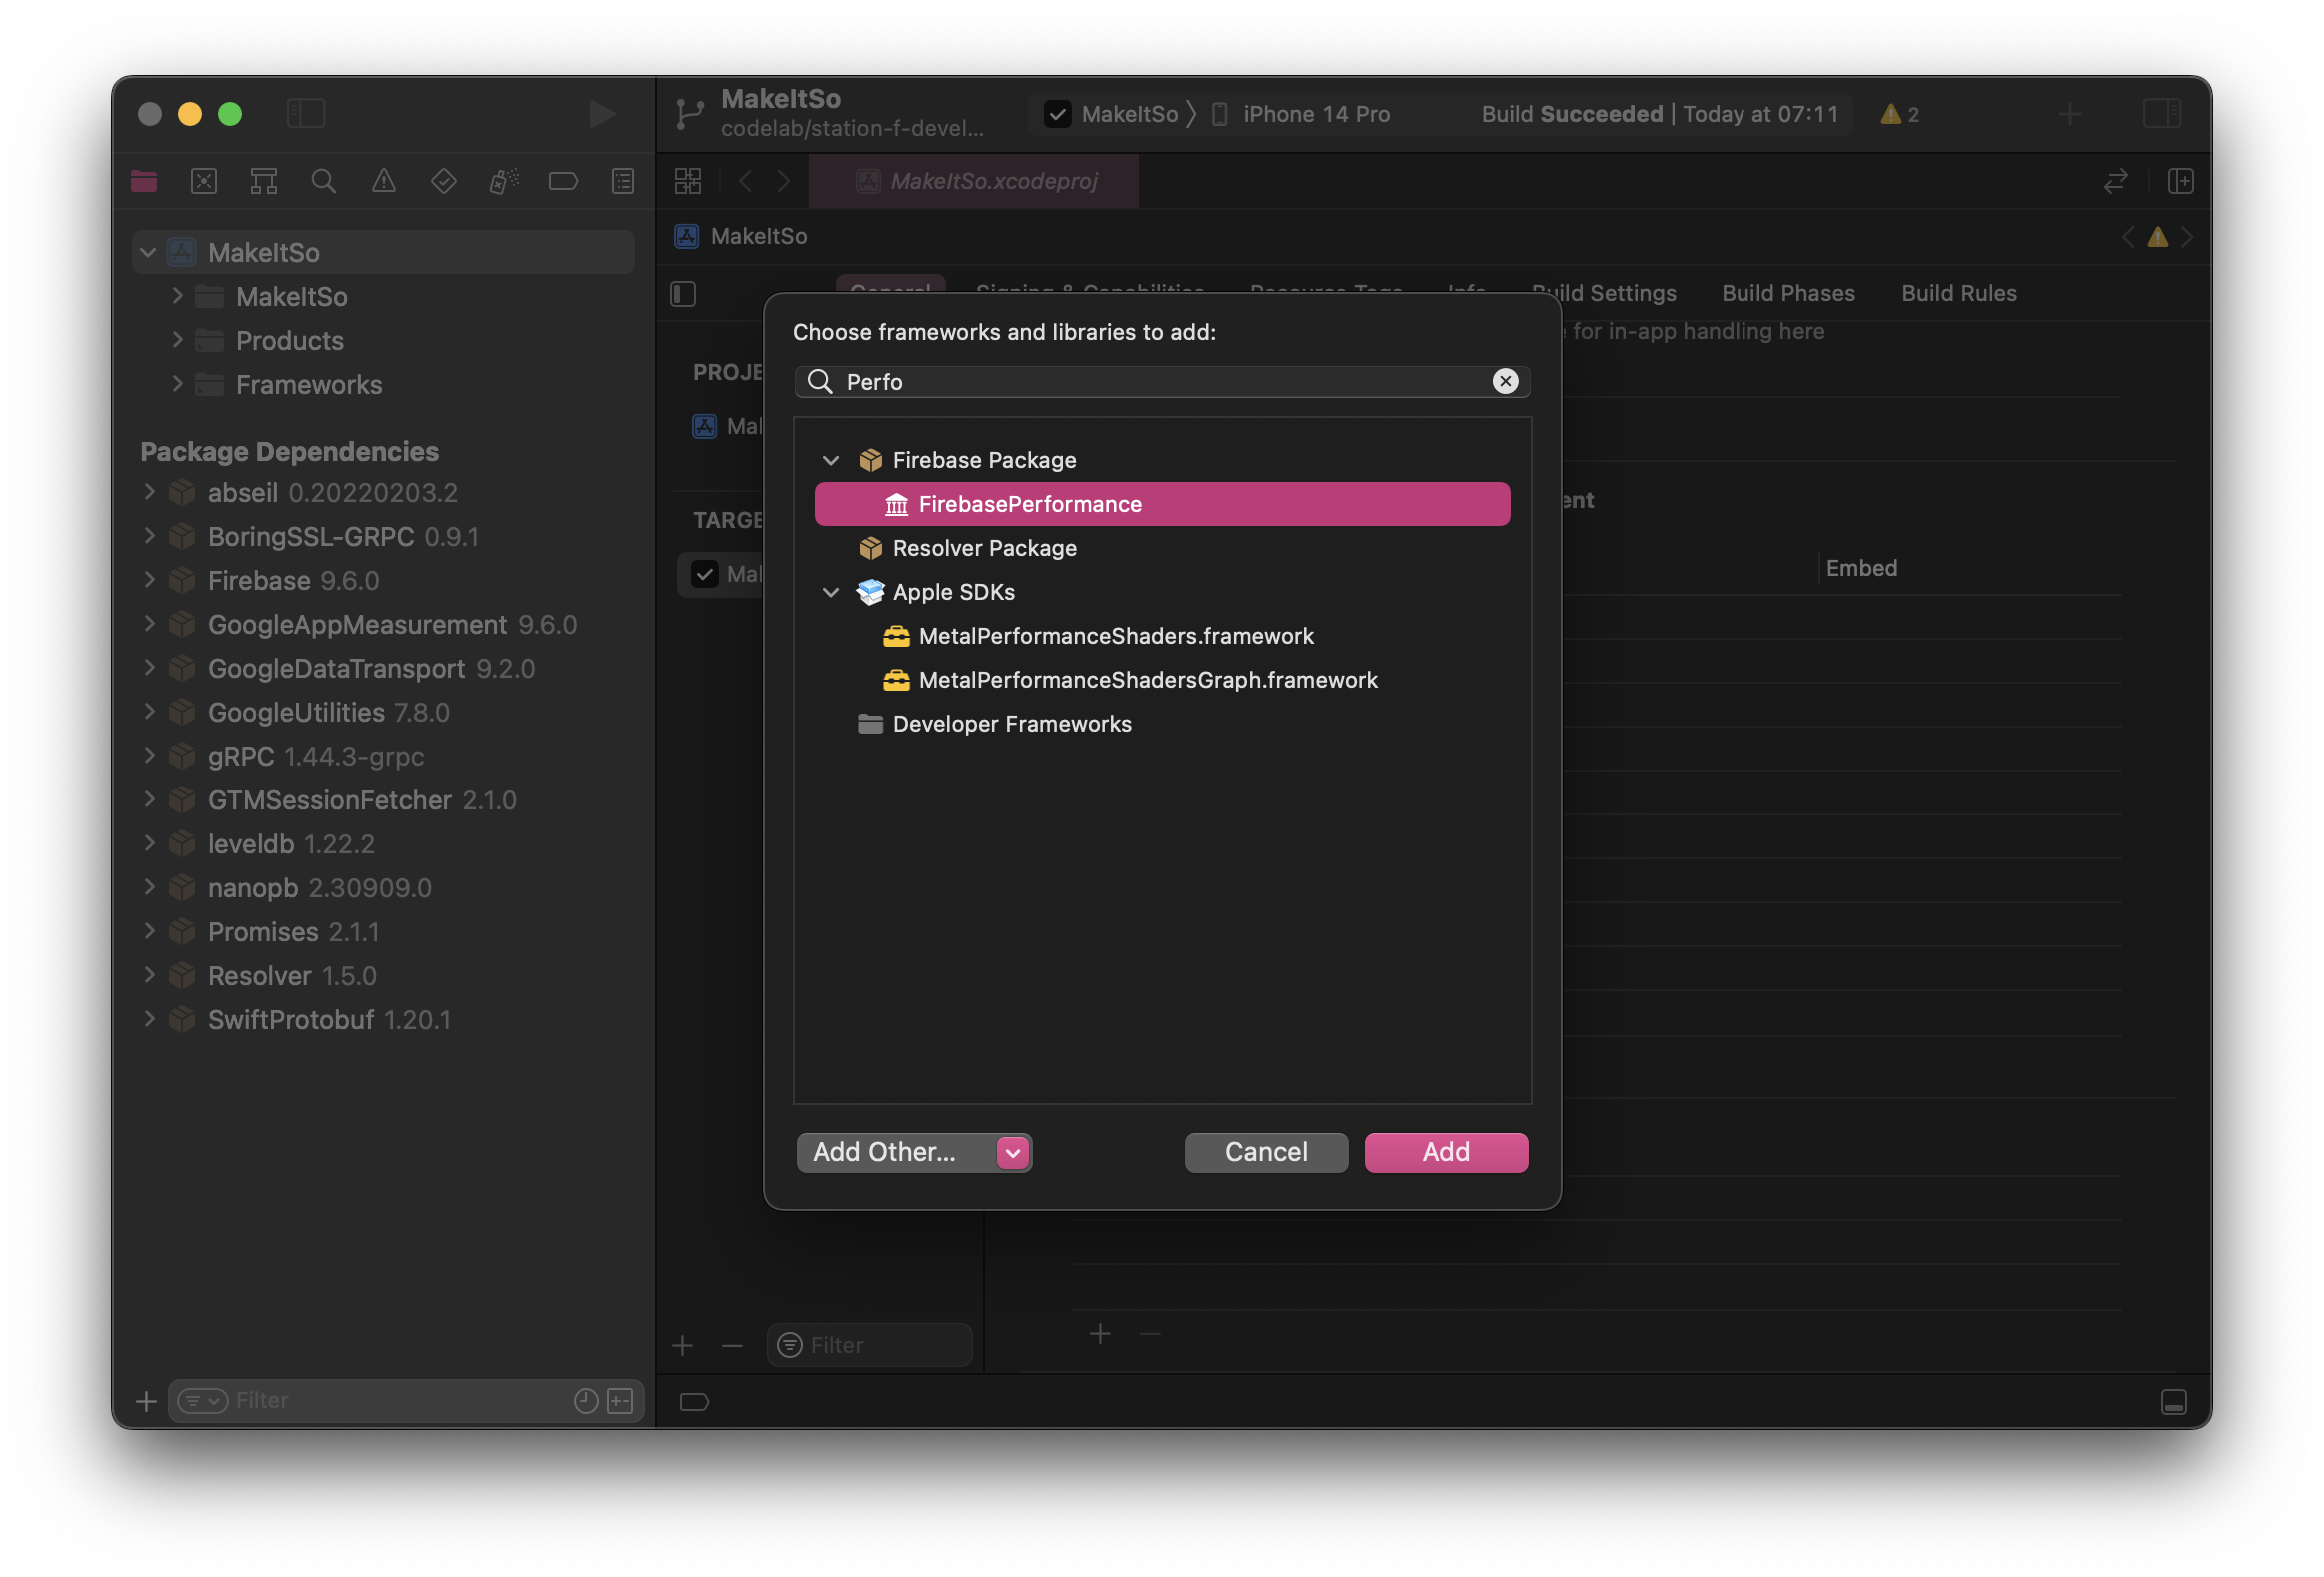 MakeItSo
codelab/station-f-devel...
MakeItSo
iPhone 14 Pro
Build Succeeded | Today at 07:11
2
MakeItSo.xcodeproj
MakeItSo
MakeItSo
MakeItSo
Products
Frameworks
Package Dependencies
abseil 0.20220203.2
BoringSSL-GRPC 0.9.1
Firebase 9.6.0
GoogleAppMeasurement 9.6.0
GoogleDataTransport 9.2.0
GoogleUtilities 7.8.0
gRPC 1.44.3-grpc
GTMSessionFetcher 2.1.0
leveldb 1.22.2
nanopb 2.30909.0
Promises 2.1.1
Resolver 1.5.0
SwiftProtobuf 1.20.1
Filter
General
Signing & Capabilities
Resource Tags
Info
Build Settings
Build Phases
Build Rules
for in-app handling here
PROJE
Mal
TARGE
Mal
ent
Embed
Filter
Choose frameworks and libraries to add:
Perfo
Firebase Package
FirebasePerformance
Resolver Package
Apple SDKs
MetalPerformanceShaders.framework
MetalPerformanceShadersGraph.framework
Developer Frameworks
Add Other...
Cancel
Add